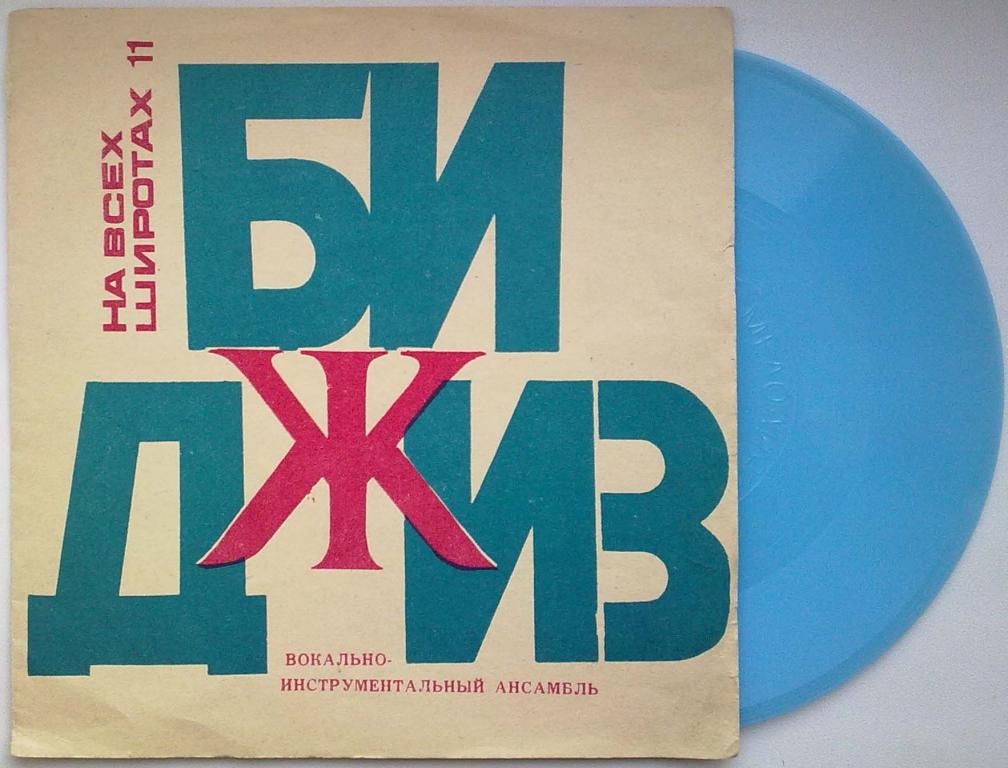 НА ВСЕХ
ШИРОТАХ 11
БИ
ДЖИЗ
ВОКАЛЬНО-
ИНСТРУМЕНТАЛЬНЫЙ АНСАМБЛЬ